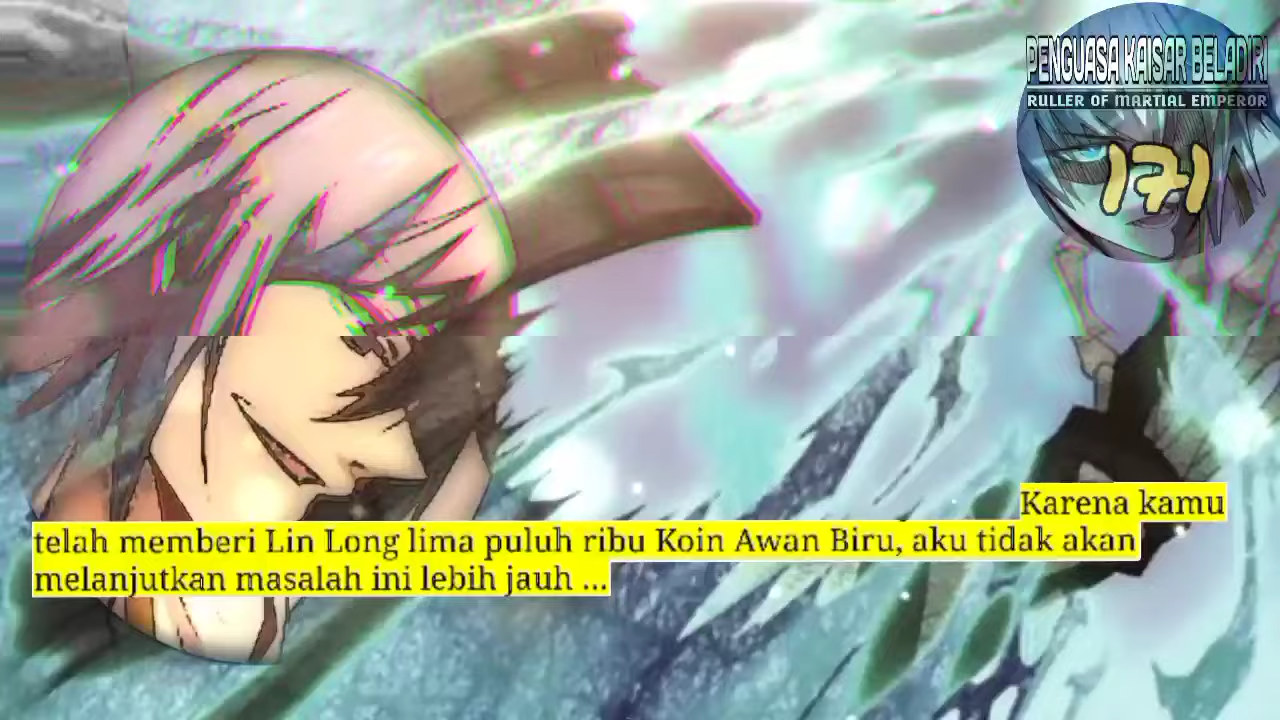 PENGUASA KAISAR BELADIRI
RULLER OF MARTIAL EMPEROR
171
Karena kamu
telah memberi Lin Long lima puluh ribu Koin Awan Biru, aku tidak akan
melanjutkan masalah ini lebih jauh ...